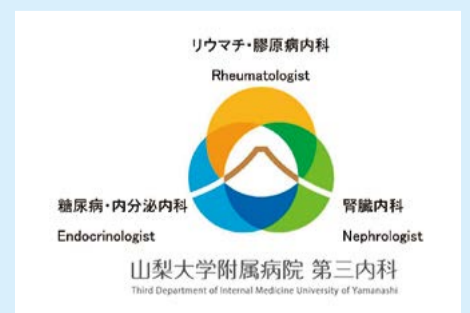 リウマチ・膠原病内科
Rheumatologist
糖尿病・内分泌内科
Endocrinologist
腎臓内科
Nephrologist
山梨大学附属病院 第三内科
Third Department of Internal Medicine University of Yamanashi